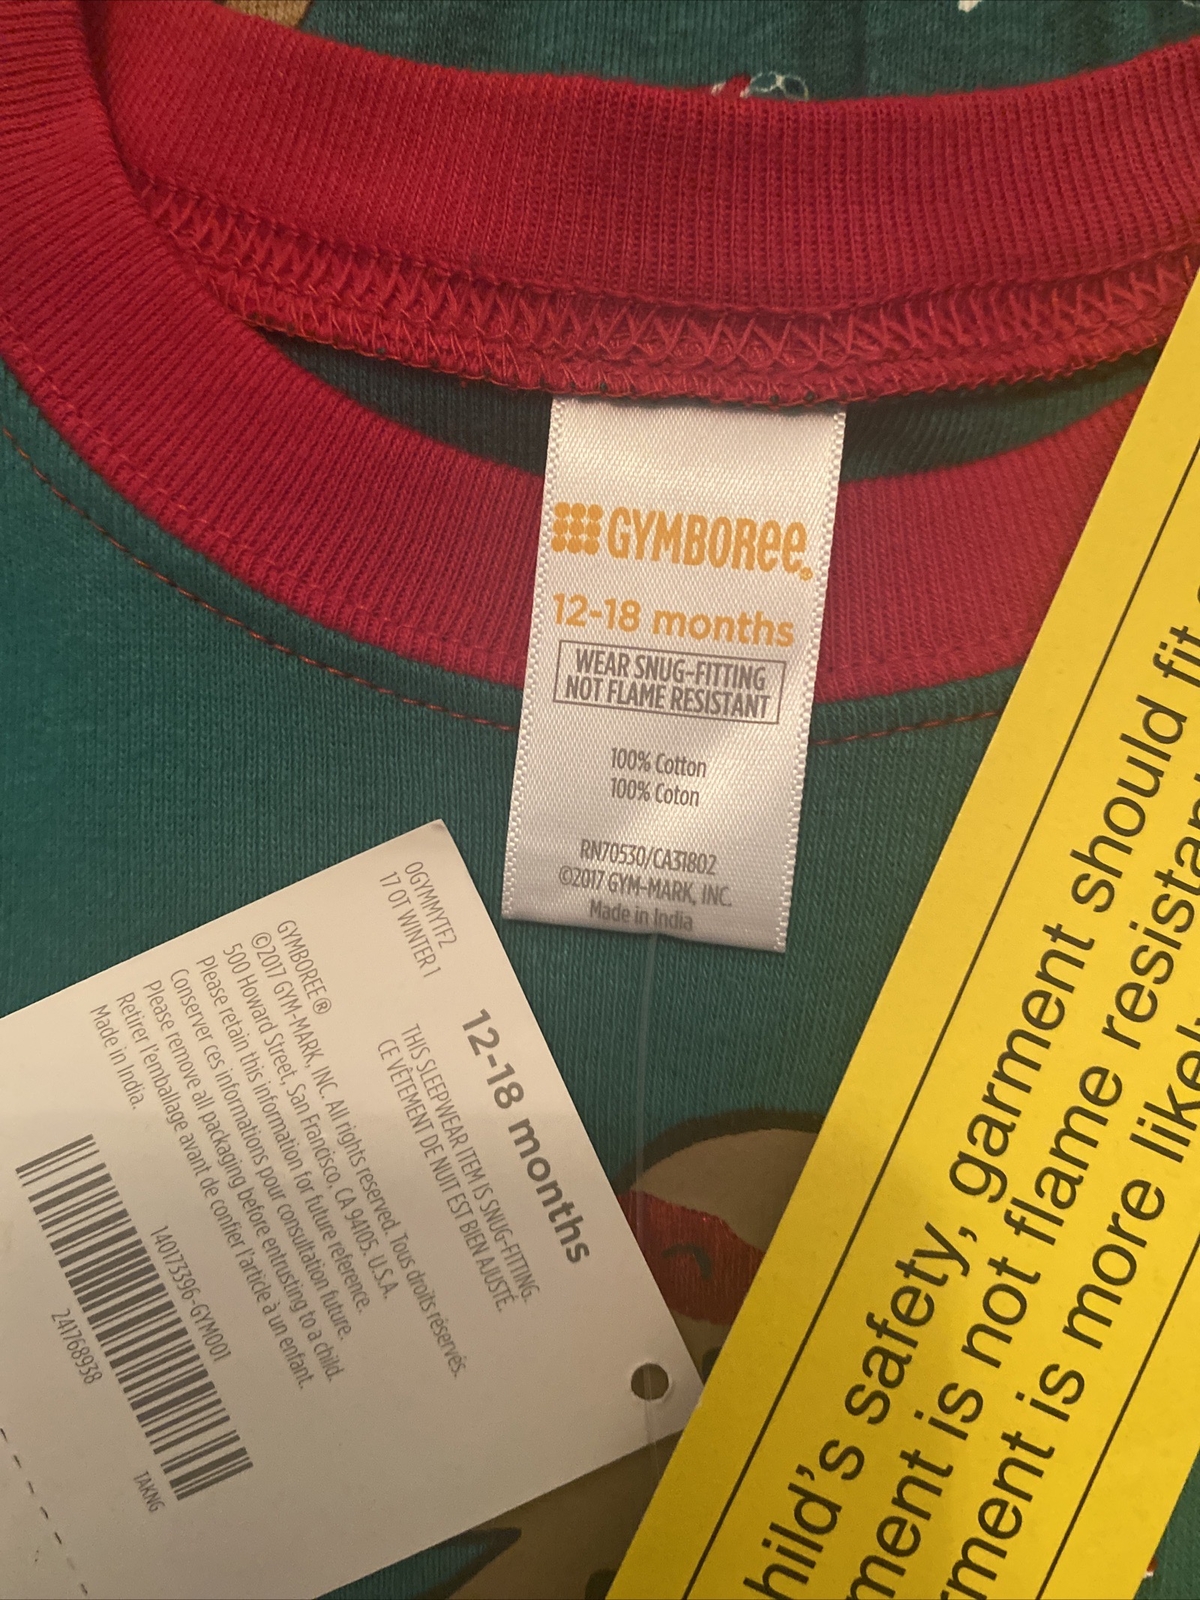 GYMBOREE®
12-18 months
WEAR SNUG-FITTING
NOT FLAME RESISTANT
100% Cotton
100% Coton
RN70530/CA31802
©2017 GYM-MARK, INC.
Made in India
0GYMMYTF2
17 OT WINTER 1
12-18 months
THIS SLEEPWEAR ITEM IS SNUG-FITTING.
CE VÊTEMENT DE NUIT EST BIEN AJUSTÉ.
GYMBOREE®
©2017 GYM-MARK, INC. All rights reserved. Tous droits réservés.
500 Howard Street, San Francisco, CA 94105, U.S.A.
Please retain this information for future reference.
Conserver ces informations pour consultation future.
Please remove all packaging before entrusting to a child.
Retirer l'emballage avant de confier l'article à un enfant.
Made in India.
140173396-GYM001
241768938
TAKNG
hild's safety, garment should fit
ment is not flame resistan
rment is more likel